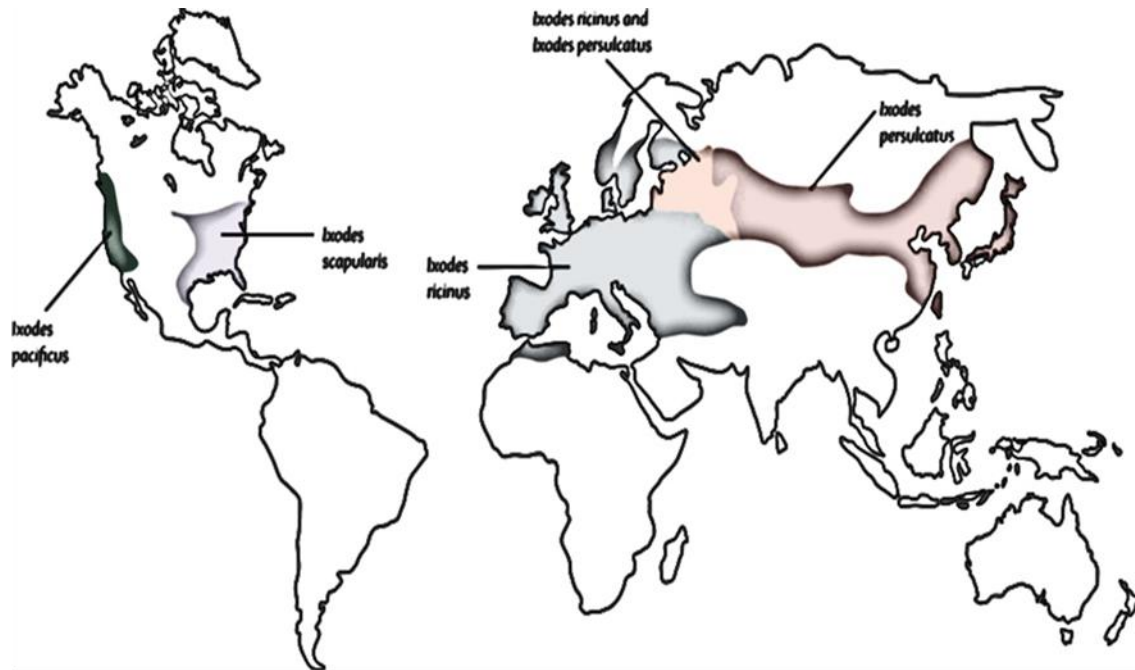 Ixodes ricinus and
Ixodes persulcatus
Ixodes
persulcatus
Ixodes
scapularis
Ixodes
ricinus
Ixodes
pacificus